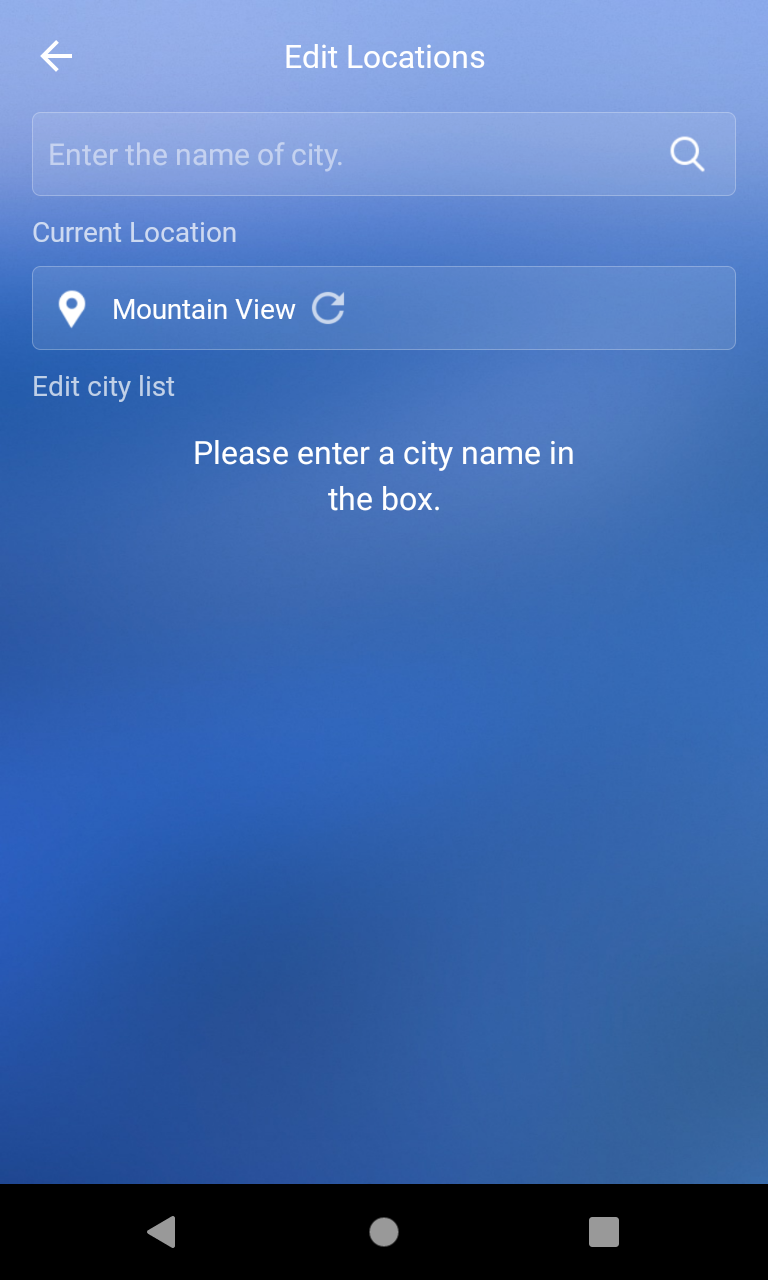 Edit Locations
Enter the name of city.
Current Location
Mountain View
Edit city list
Please enter a city name in
the box.